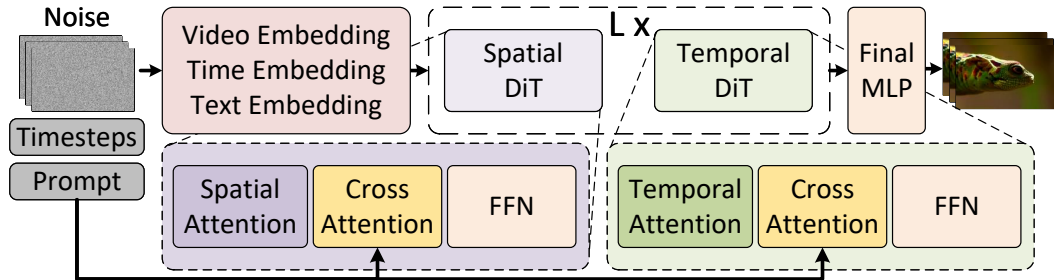 Noise
Timesteps
Prompt
Video Embedding
Time Embedding
Text Embedding
L x
Spatial
DiT
Temporal
DiT
Final
MLP
Spatial
Attention
Cross
Attention
FFN
Temporal
Attention
Cross
Attention
FFN